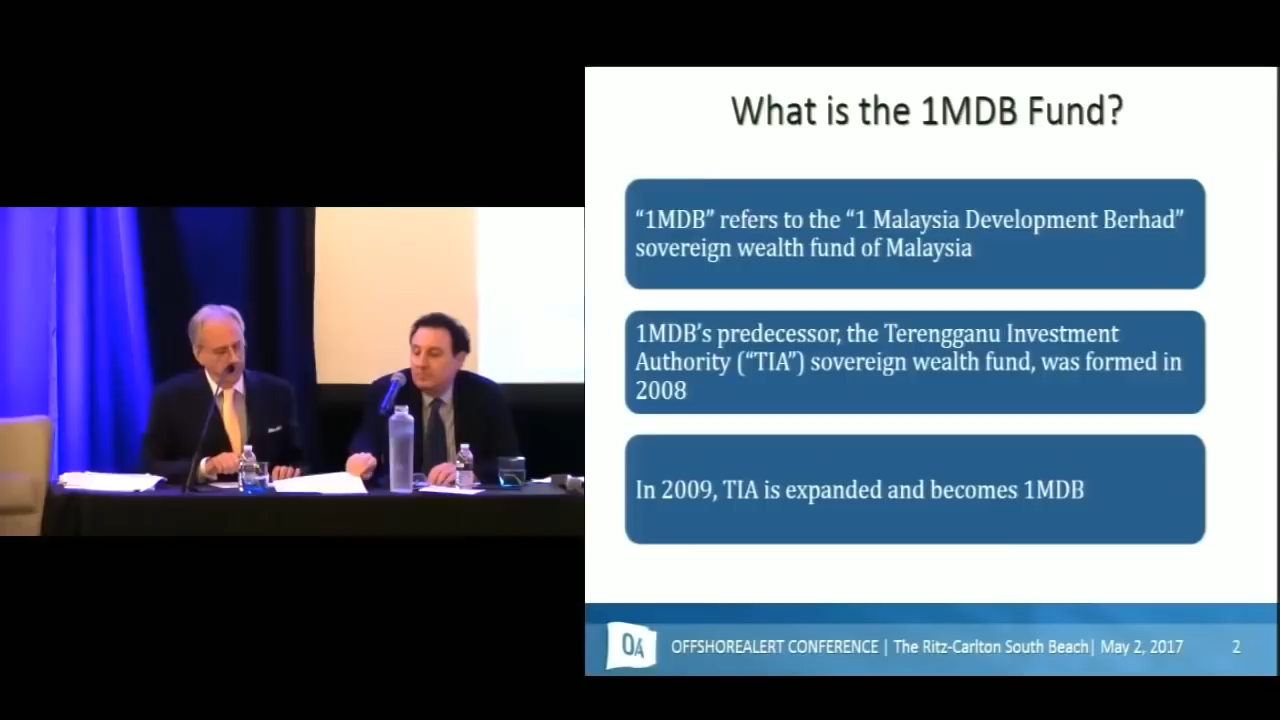 What is the 1MDB Fund?
“1MDB” refers to the “1 Malaysia Development Berhad”
sovereign wealth fund of Malaysia
1MDB’s predecessor, the Terengganu Investment
Authority (“TIA”) sovereign wealth fund, was formed in
2008
In 2009, TIA is expanded and becomes 1MDB
OA OFFSHOREALERT CONFERENCE | The Ritz-Carlton South Beach| May 2, 2017 2